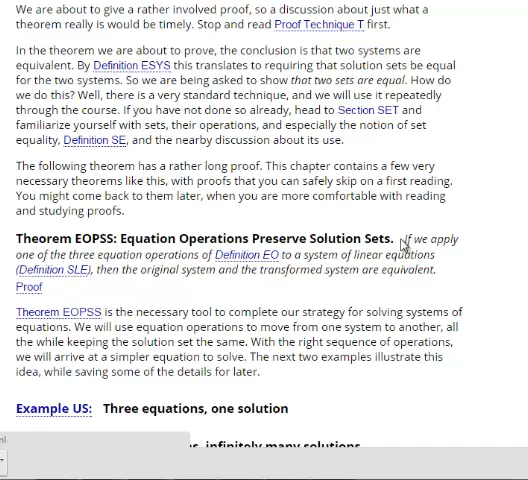 We are about to give a rather involved proof, so a discussion about just what a
theorem really is would be timely. Stop and read Proof Technique T first.
In the theorem we are about to prove, the conclusion is that two systems are
equivalent. By Definition ESYS this translates to requiring that solution sets be equal
for the two systems. So we are being asked to show that two sets are equal. How do
we do this? Well, there is a very standard technique, and we will use it repeatedly
through the course. If you have not done so already, head to Section SET and
familiarize yourself with sets, their operations, and especially the notion of set
equality, Definition SE, and the nearby discussion about its use.
The following theorem has a rather long proof. This chapter contains a few very
necessary theorems like this, with proofs that you can safely skip on a first reading.
You might come back to them later, when you are more comfortable with reading
and studying proofs.
Theorem EOPSS: Equation Operations Preserve Solution Sets. If we apply
one of the three equation operations of Definition EO to a system of linear equations
(Definition SLE), then the original system and the transformed system are equivalent.
Proof
Theorem EOPSS is the necessary tool to complete our strategy for solving systems of
equations. We will use equation operations to move from one system to another, all
the while keeping the solution set the same. With the right sequence of operations,
we will arrive at a simpler equation to solve. The next two examples illustrate this
idea, while saving some of the details for later.
Example US: Three equations, one solution
infinitely many solutions